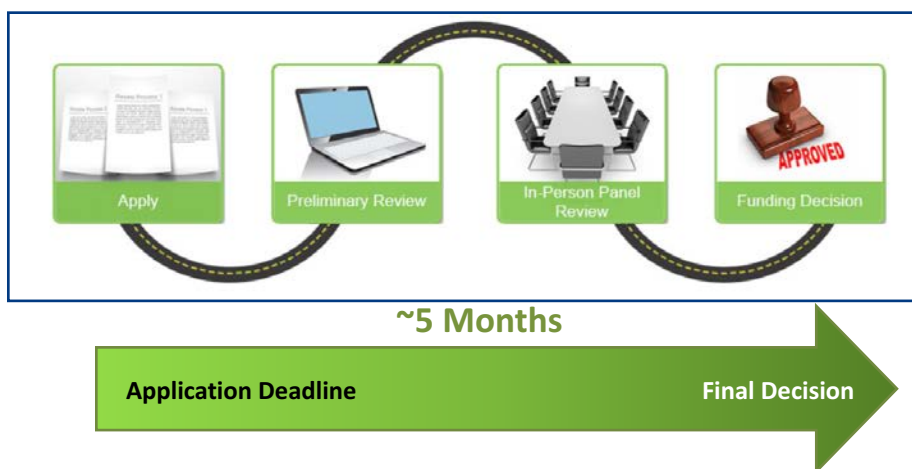 Apply
Preliminary Review
In-Person Panel
Review
APPROVED
Funding Decision
~5 Months
Application Deadline
Final Decision